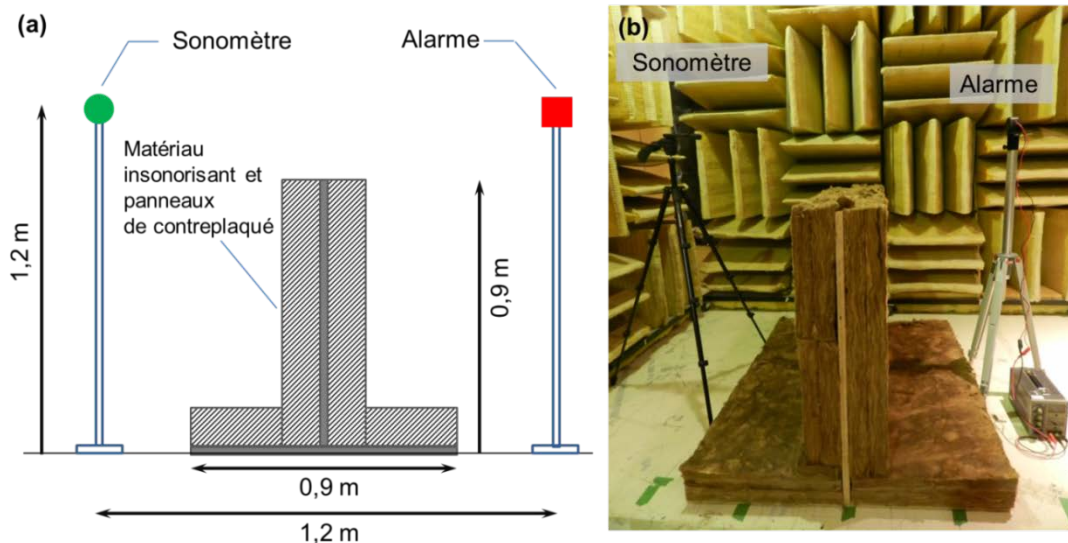 (a)
Sonomètre
Alarme
Matériau
insonorisant et
panneaux
de contreplaqué
1,2 m
0,9 m
0,9 m
1,2 m
(b)
Sonomètre
Alarme